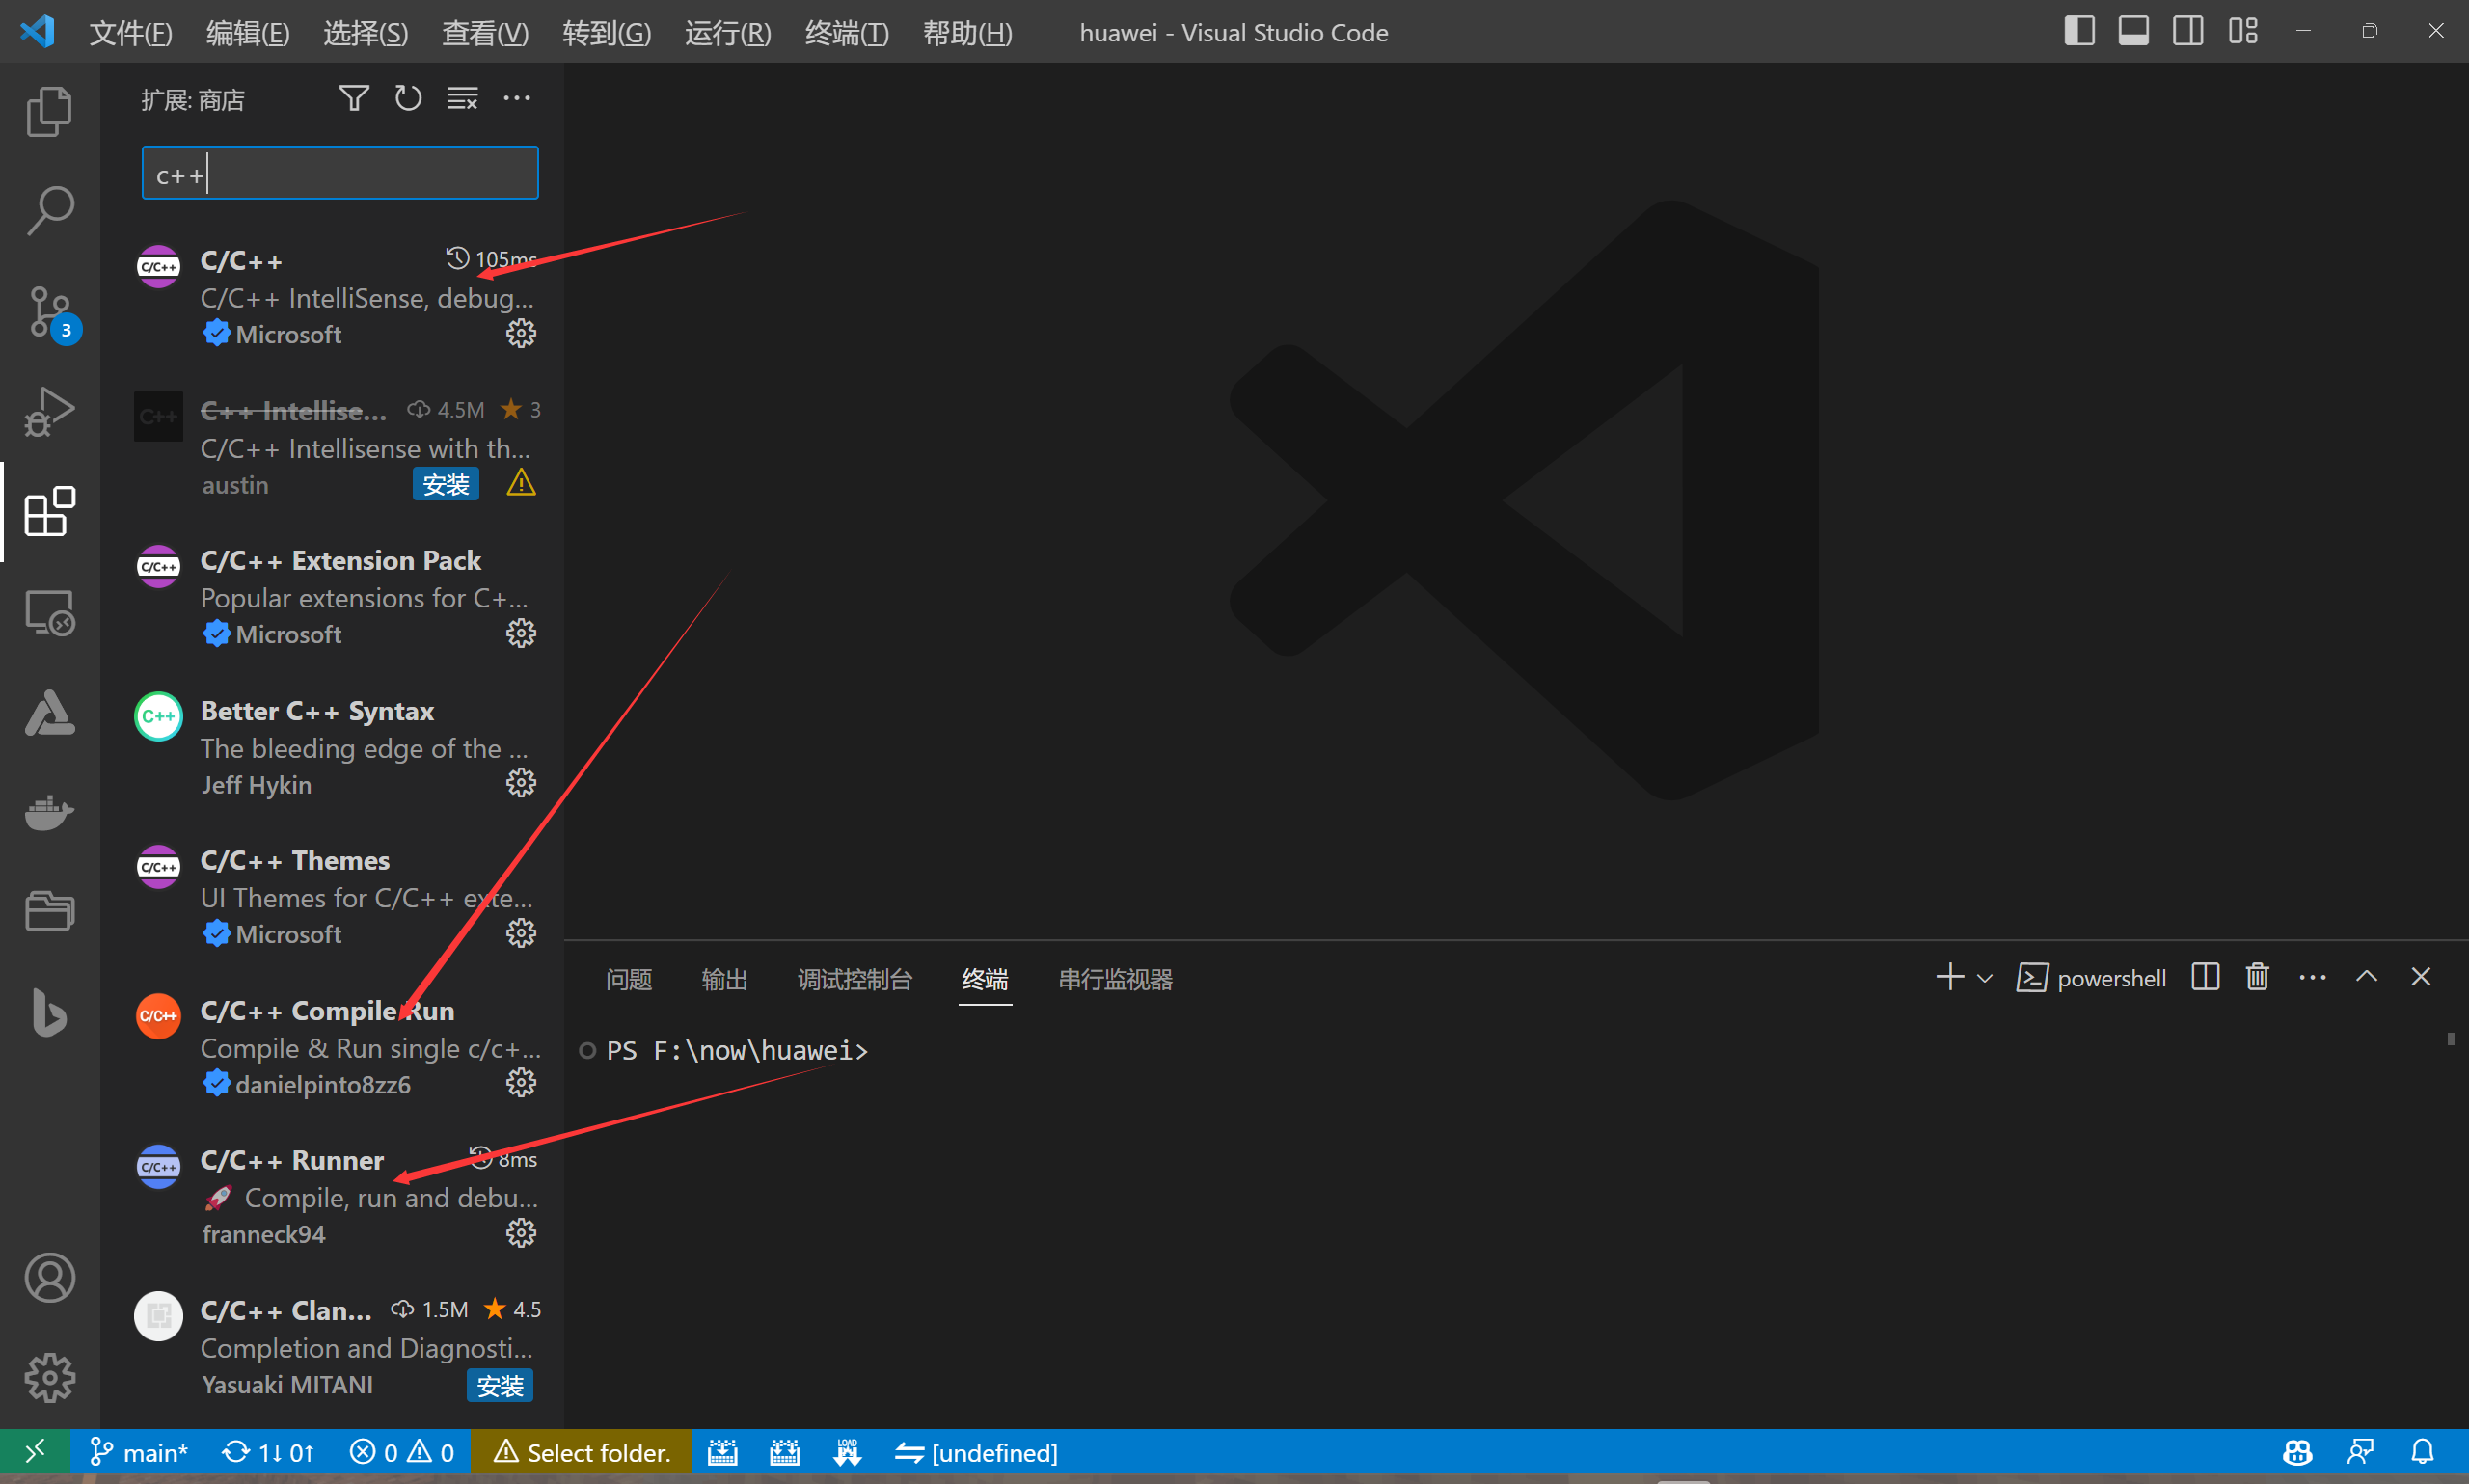 文件(F) 编辑(E) 选择(S) 查看(V) 转到(G) 运行(R) 终端(T) 帮助(H) huawei - Visual Studio Code
扩展: 商店
c++
C/C++ 105ms
C/C++ IntelliSense, debug...
Microsoft
C++ Intellise... 4.5M 3
C/C++ Intellisense with th...
austin 安装
C/C++ Extension Pack
Popular extensions for C+...
Microsoft
Better C++ Syntax
The bleeding edge of the ...
Jeff Hykin
C/C++ Themes
UI Themes for C/C++ exte...
Microsoft
C/C++ Compile Run
Compile & Run single c/c+...
danielpinto8zz6
C/C++ Runner 8ms
🚀 Compile, run and debu...
franneck94
C/C++ Clan... 1.5M 4.5
Completion and Diagnosti...
Yasuaki MITANI 安装
3
C/C++
C++
C/C++
C++
C/C++
C/C++
C/C++
问题 输出 调试控制台 终端 串行监视器 powershell
PS F:\now\huawei>
main* 1↓ 0↑ 0 0 Select folder. LOAD [undefined]